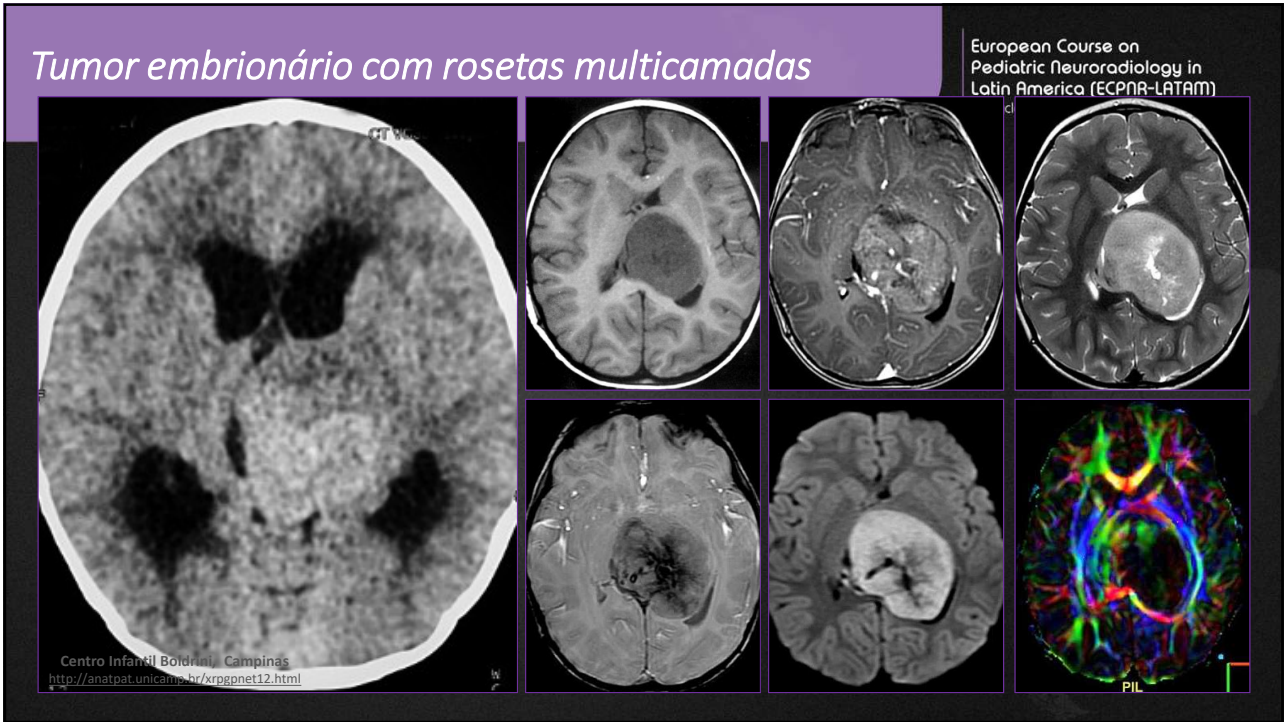 Tumor embrionário com rosetas multicamadas
European Course on
Pediatric Neuroradiology in
Latin America (ECPNR-LATAM)
cl
CT
Centro Infantil Boldrini, Campinas
http://anatpat.unicamp.br/xrpgpnet12.html
W
PIL